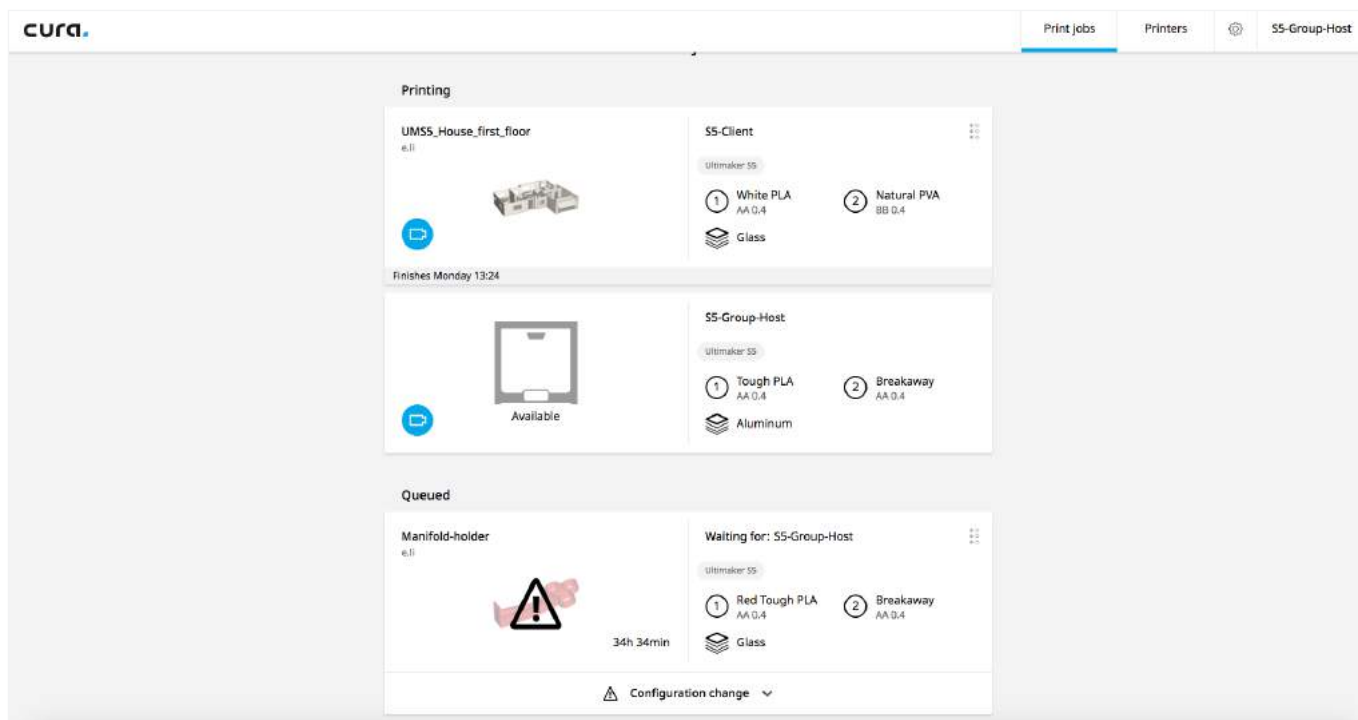 cura.
Print jobs
Printers
S5-Group-Host
Printing
UMS5_House_first_floor
e.li
S5-Client
Ultimaker S5
1 White PLA
AA 0.4
2 Natural PVA
BB 0.4
Glass
Finishes Monday 13:24
Available
S5-Group-Host
Ultimaker S5
1 Tough PLA
AA 0.4
2 Breakaway
AA 0.4
Aluminum
Queued
Manifold-holder
e.li
34h 34min
Waiting for: S5-Group-Host
Ultimaker S5
1 Red Tough PLA
AA 0.4
2 Breakaway
AA 0.4
Glass
Configuration change